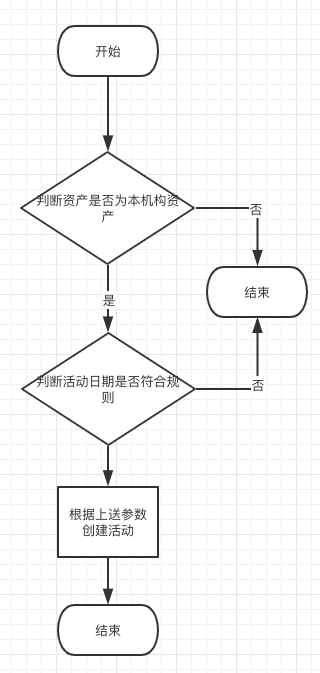 开始
判断资产是否为本机构资
产
否
结束
是
判断活动日期是否符合规
则
否
根据上送参数
创建活动
结束